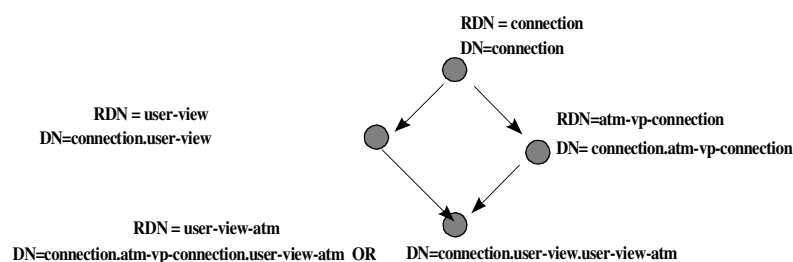 RDN = connection
DN=connection
RDN = user-view
DN=connection.user-view
RDN=atm-vp-connection
DN= connection.atm-vp-connection
RDN = user-view-atm
DN=connection.atm-vp-connection.user-view-atm OR DN=connection.user-view.user-view-atm